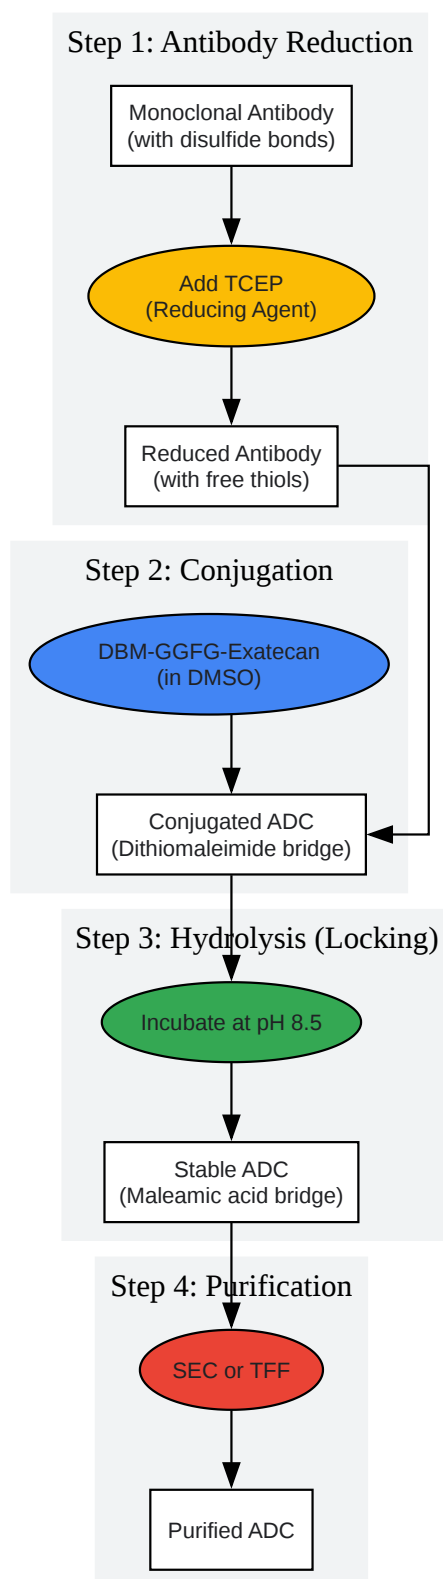 Step 1: Antibody Reduction
Monoclonal Antibody
(with disulfide bonds)
Add TCEP
(Reducing Agent)
Reduced Antibody
(with free thiols)
Step 2: Conjugation
DBM-GGFG-Exatecan
(in DMSO)
Conjugated ADC
(Dithiomaleimide bridge)
Step 3: Hydrolysis (Locking)
Incubate at pH 8.5
Stable ADC
(Maleamic acid bridge)
Step 4: Purification
SEC or TFF
Purified ADC